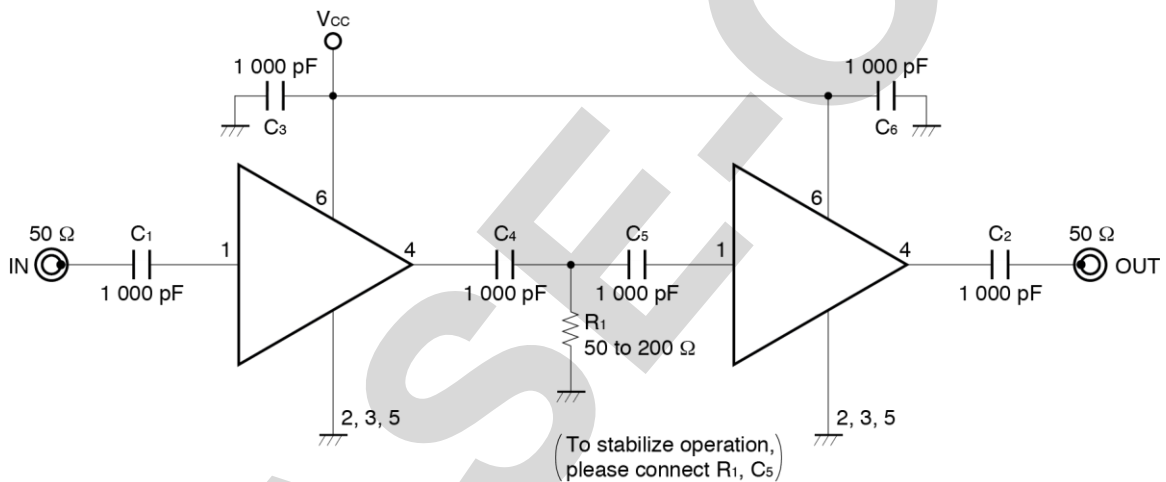 VCC
1 000 pF
C3
1 000 pF
C6
6
6
50 Ω
IN
C1
1 000 pF
1
4
C4
1 000 pF
C5
1 000 pF
1
4
C2
1 000 pF
50 Ω
OUT
R1
50 to 200 Ω
2, 3, 5
2, 3, 5
(To stabilize operation,
please connect R1, C5)